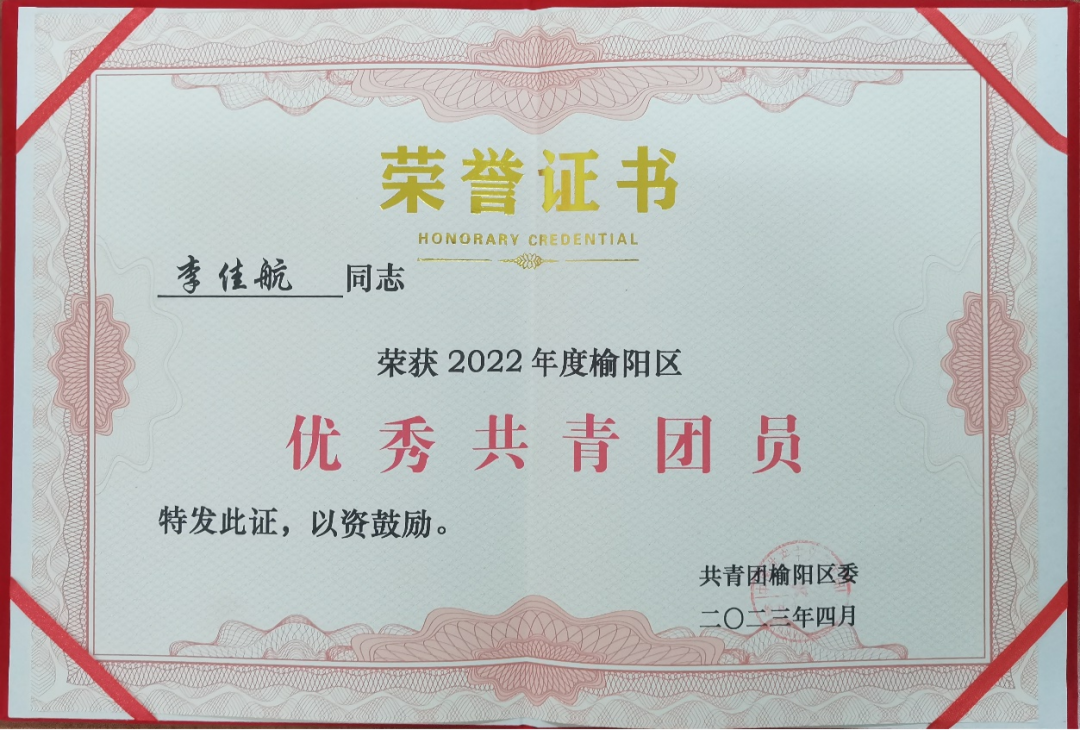 荣誉证书
HONORARY CREDENTIAL
李佳航 同志
荣获2022年度榆阳区
优秀共青团员
特发此证，以资鼓励。
共青团榆阳区委
二〇二三年四月